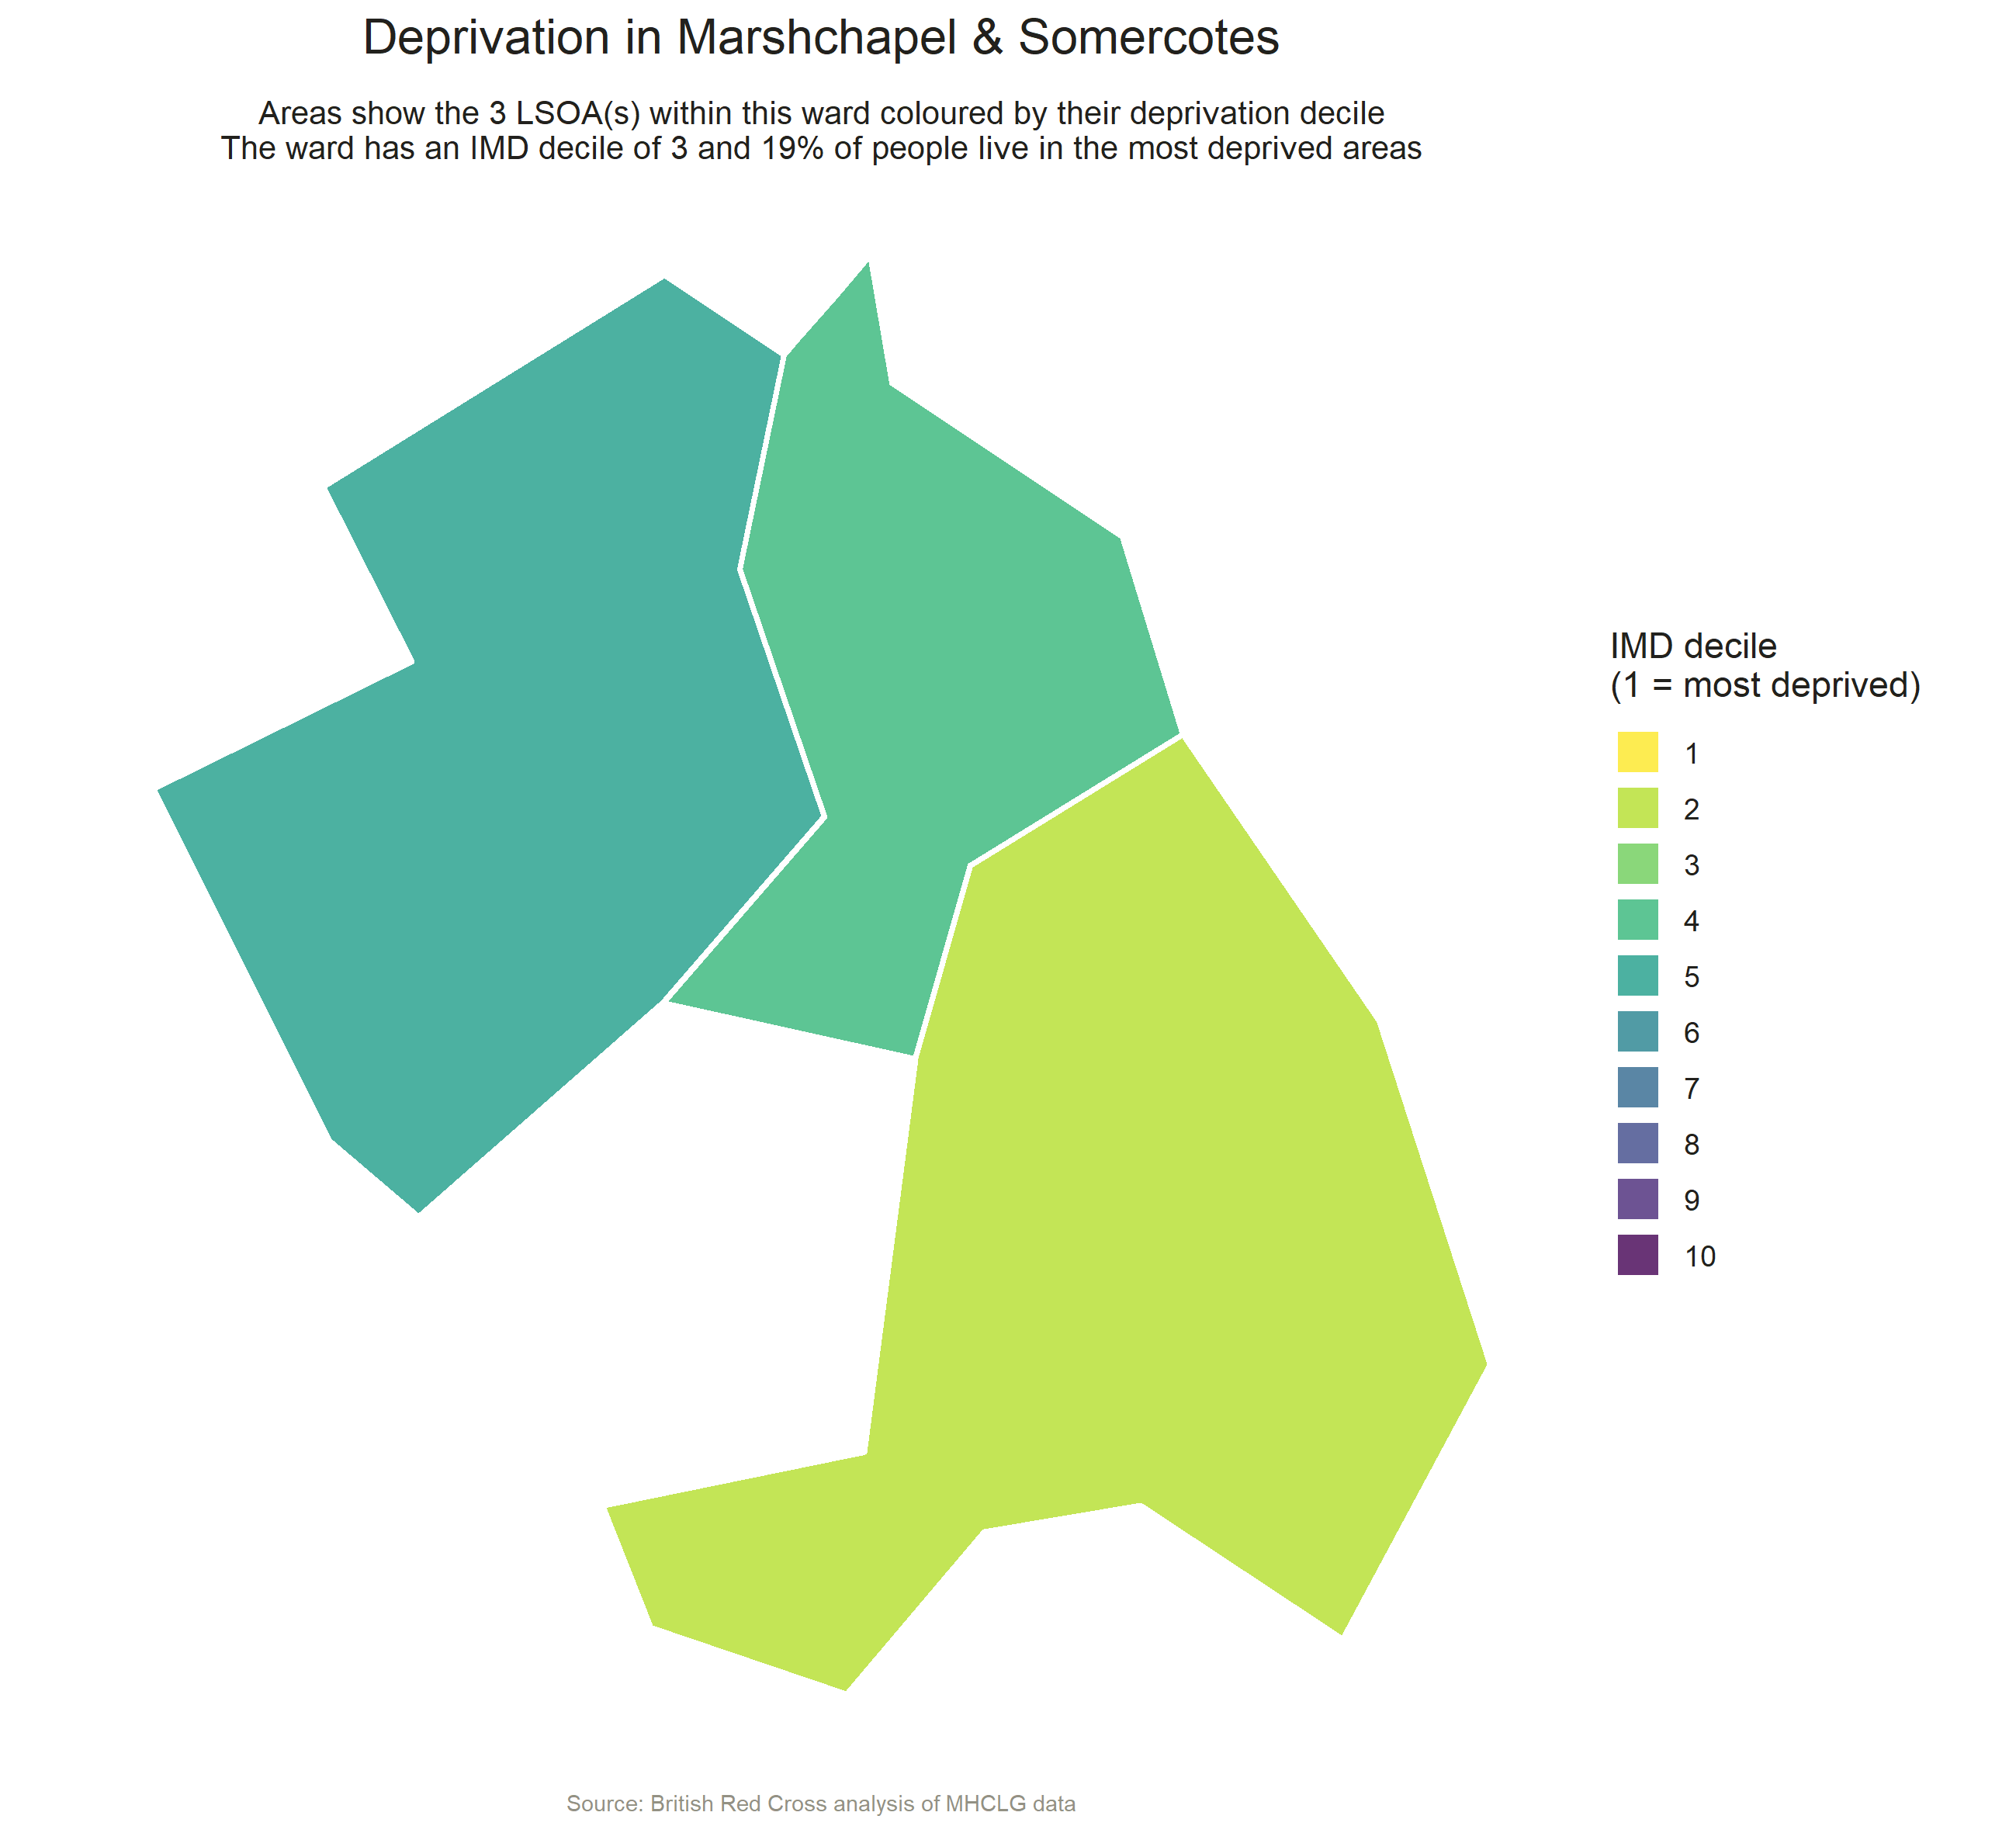 Deprivation in Marshchapel & Somercotes
Areas show the 3 LSOA(s) within this ward coloured by their deprivation decile
The ward has an IMD decile of 3 and 19% of people live in the most deprived areas
IMD decile
(1 = most deprived)
1
2
3
4
5
6
7
8
9
10
Source: British Red Cross analysis of MHCLG data